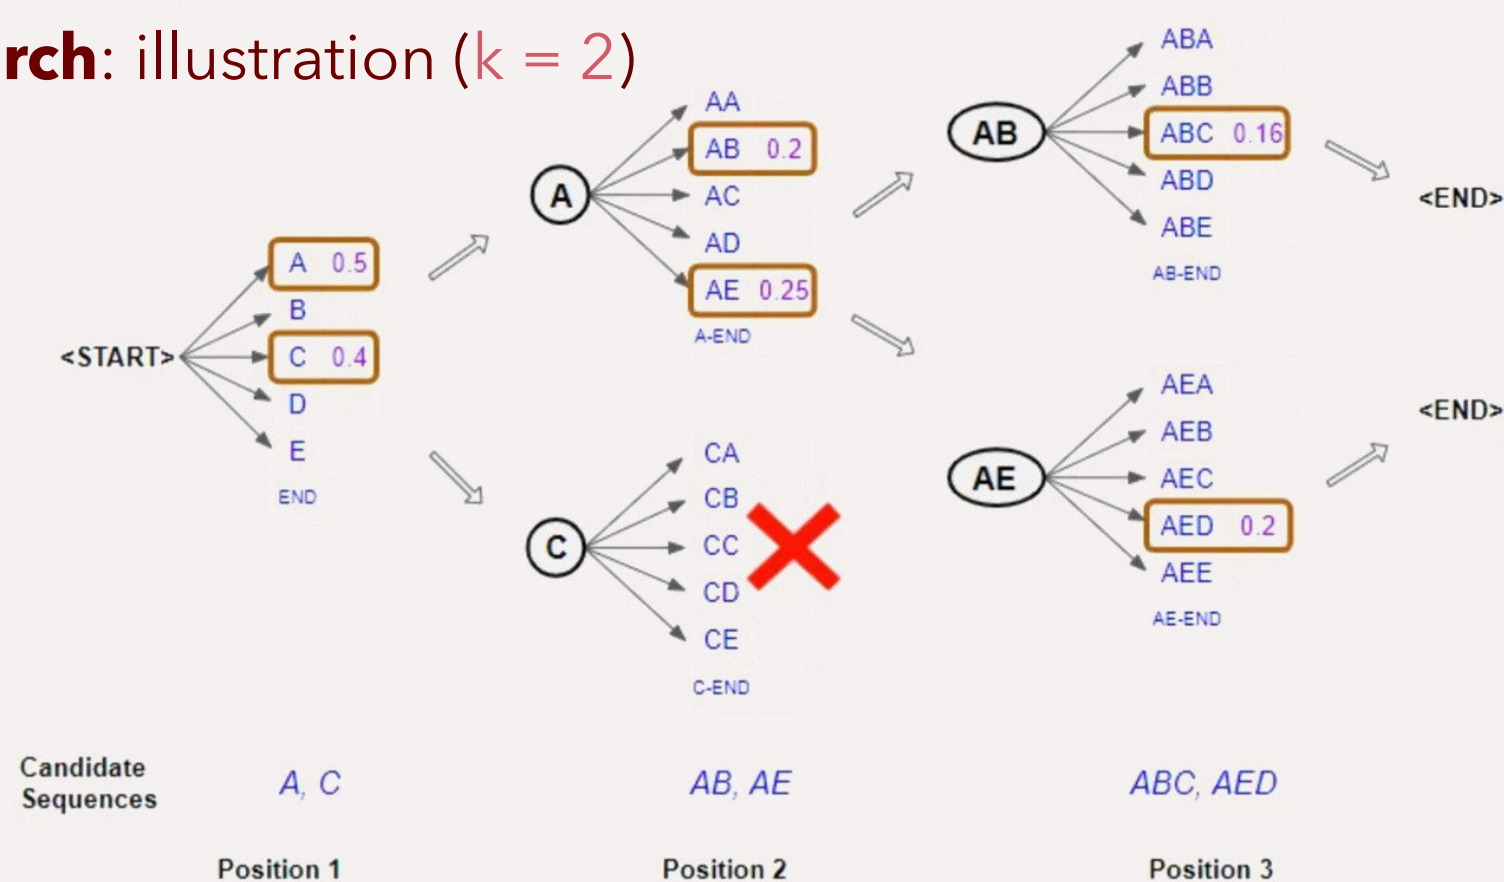 rch: illustration (k = 2)
<START>
A 0.5
B
C 0.4
D
E
END
A
AA
AB 0.2
AC
AD
AE 0.25
A-END
C
CA
CB
CC
CD
CE
C-END
AB
ABA
ABB
ABC 0.16
ABD
ABE
AB-END
<END>
AE
AEA
AEB
AEC
AED 0.2
AEE
AE-END
<END>
Candidate
Sequences
A, C
AB, AE
ABC, AED
Position 1
Position 2
Position 3